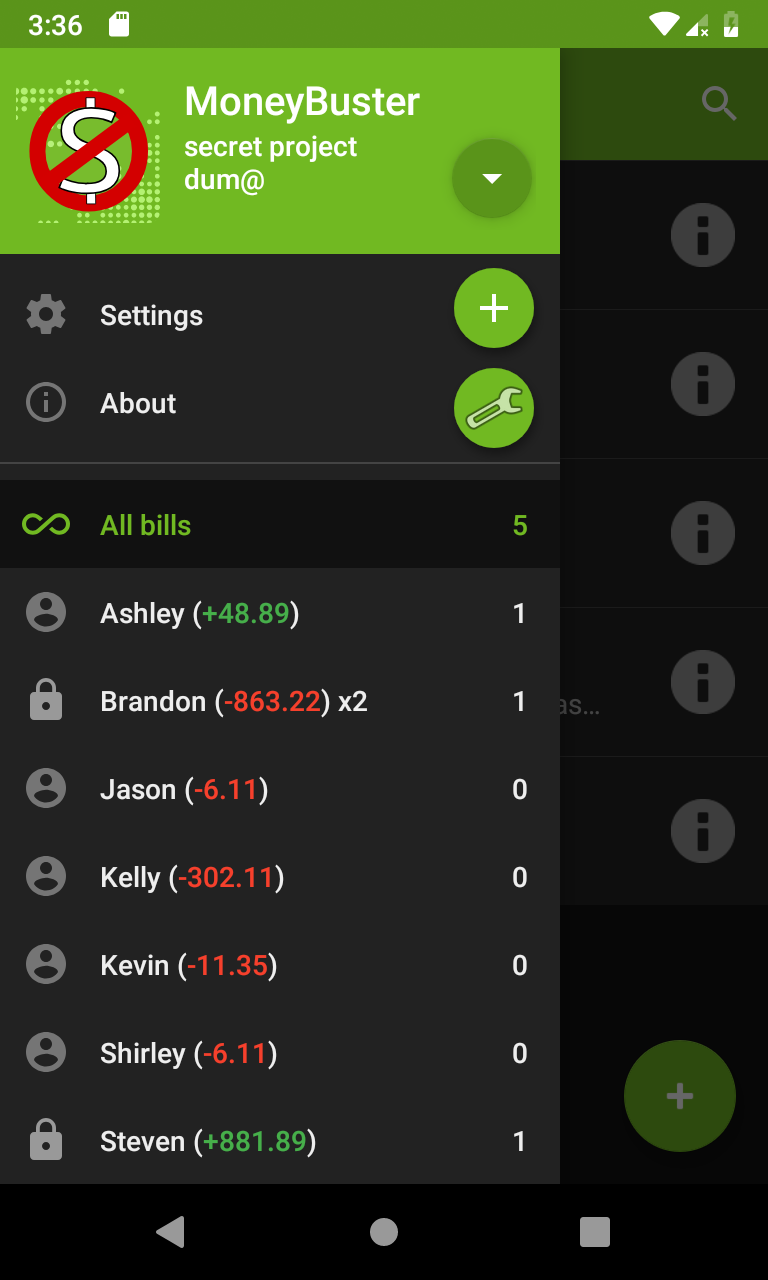 3:36
MoneyBuster
secret project
dum@
Settings
About
All bills 5
Ashley (+48.89) 1
Brandon (-863.22) x2 1
as…
Jason (-6.11) 0
Kelly (-302.11) 0
Kevin (-11.35) 0
Shirley (-6.11) 0
Steven (+881.89) 1